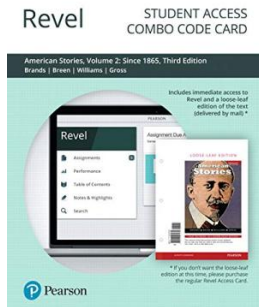 Revel
STUDENT ACCESS
COMBO CODE CARD
American Stories, Volume 2: Since 1865, Third Edition
Brands | Breen | Williams | Gross
Includes immediate access to
Revel and a loose-leaf
edition of the text
(delivered by mail) *
PEARSON
Revel
Assignments
Performance
Table of Contents
Notes & Highlights
Search
Assignment Due
LOOSE-LEAF EDITION
American
Stories
PEARSON
* If you don't want the loose-leaf
edition at this time, please purchase
the regular Revel Access Card.
Pearson